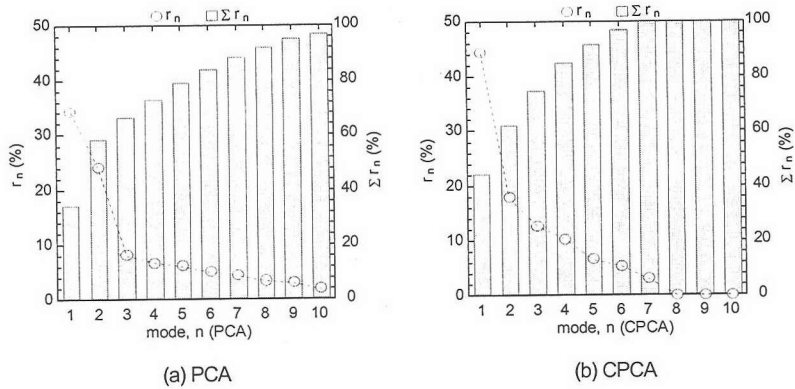 r n Σ r n
50
40
30
20
10
0
r n (%)
100
80
60
40
20
0
Σ r n (%)
1 2 3 4 5 6 7 8 9 10
mode, n (PCA)
(a) PCA
r n Σ r n
50
40
30
20
10
0
r n (%)
100
80
60
40
20
0
Σ r n (%)
1 2 3 4 5 6 7 8 9 10
mode, n (CPCA)
(b) CPCA